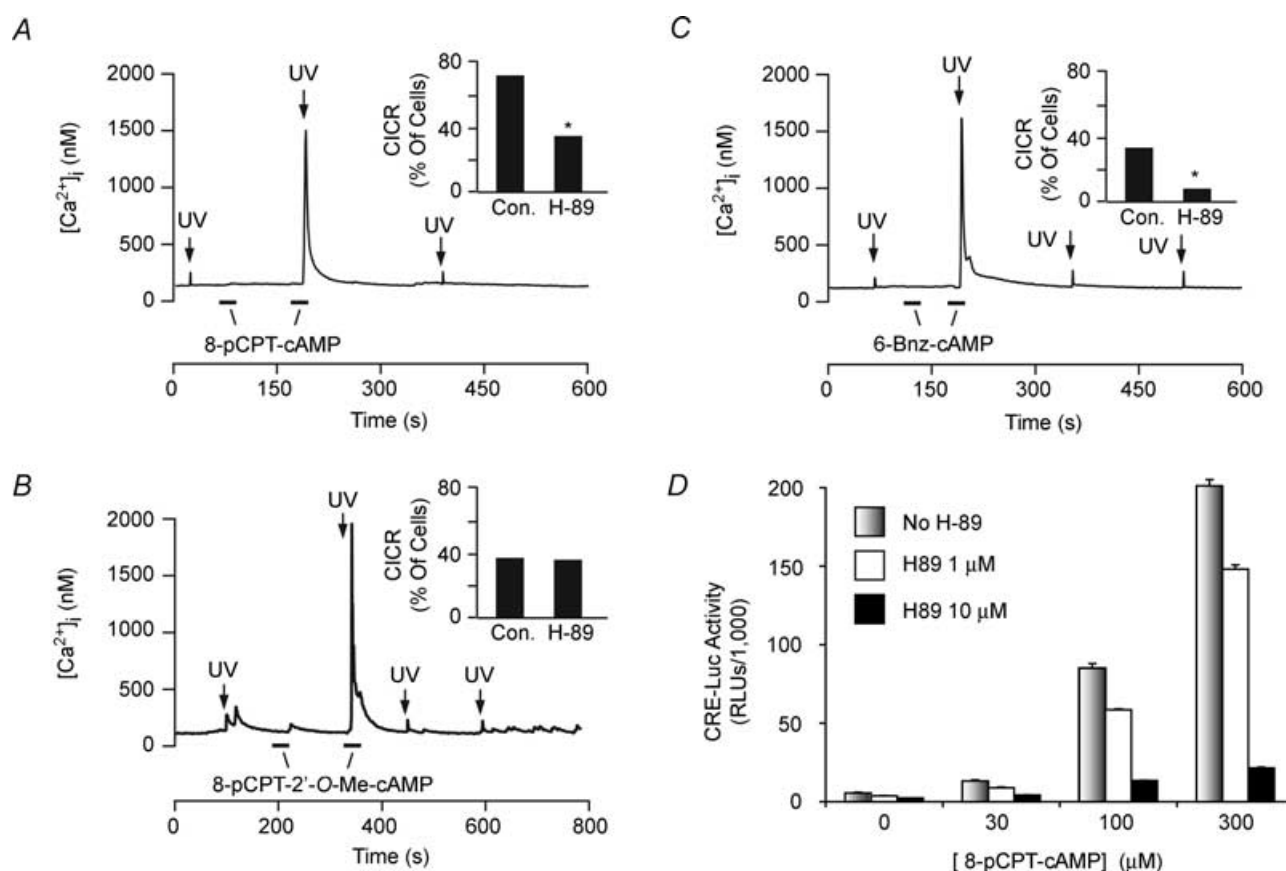 A
[Ca²⁺]ᵢ (nM)
2000
1500
1000
500
0
UV
UV
UV
8-pCPT-cAMP
CICR
(% Of Cells)
80
40
0
*
Con. H-89
0 150 300 450 600
Time (s)
B
[Ca²⁺]ᵢ (nM)
2000
1500
1000
500
0
UV
UV
UV
UV
8-pCPT-2'-O-Me-cAMP
CICR
(% Of Cells)
80
40
0
Con. H-89
0 200 400 600 800
Time (s)
C
[Ca²⁺]ᵢ (nM)
2000
1500
1000
500
0
UV
UV
UV
UV
6-Bnz-cAMP
CICR
(% Of Cells)
80
40
0
*
Con. H-89
0 150 300 450 600
Time (s)
D
CRE-Luc Activity
(RLUs/1,000)
200
150
100
50
0
No H-89
H89 1 μM
H89 10 μM
0 30 100 300
[ 8-pCPT-cAMP] (μM)